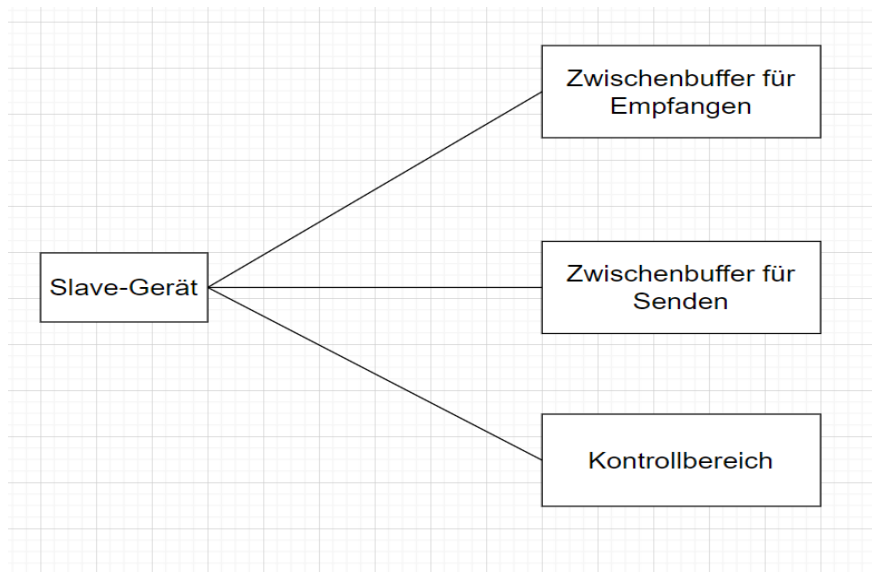 Zwischenbuffer für
Empfangen
Slave-Gerät
Zwischenbuffer für
Senden
Kontrollbereich